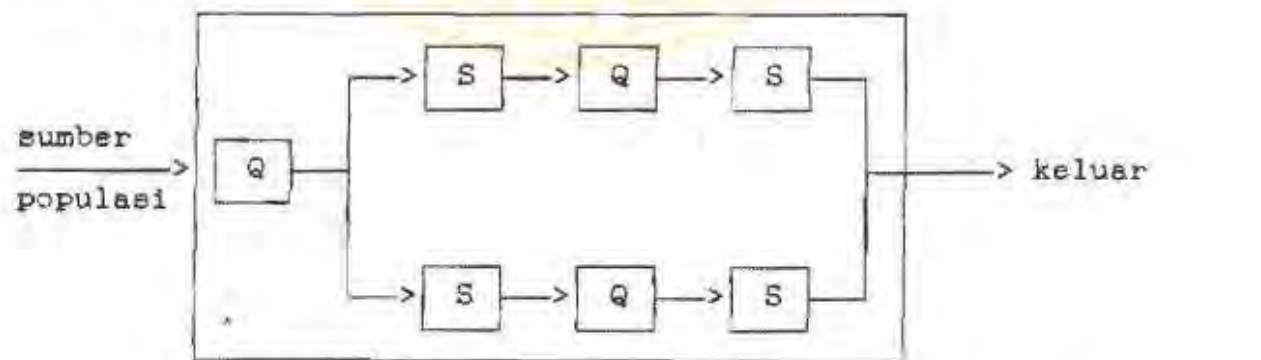 S Q S
sumber
Q
keluar
populasi
S Q S